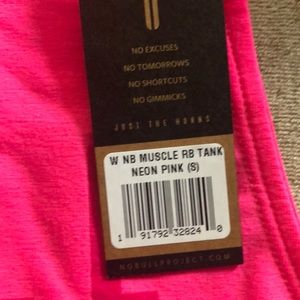 NO EXCUSES
NO TOMORROWS
NO SHORTCUTS
NO GIMMICKS
JUST THE WORKS
W NB MUSCLE RB TANK
NEON PINK (S)
1 91792 32824 0
NOBULLPROJECT.COM